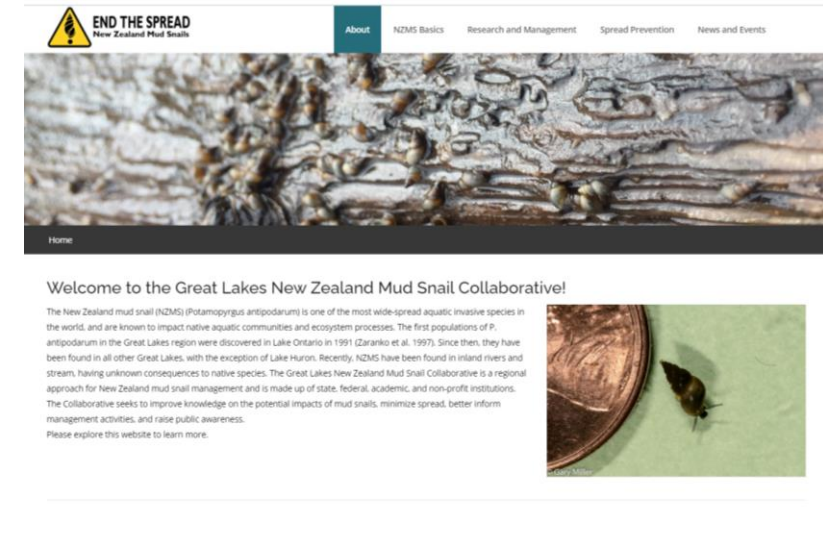 END THE SPREAD
New Zealand Mud Snails
About
NZMS Basics
Research and Management
Spread Prevention
News and Events
Home
Welcome to the Great Lakes New Zealand Mud Snail Collaborative!
The New Zealand mud snail (NZMS) (Potamopyrgus antipodarum) is one of the most wide-spread aquatic invasive species in
the world, and are known to impact native aquatic communities and ecosystem processes. The first populations of P.
antipodarum in the Great Lakes region were discovered in Lake Ontario in 1991 (Zaranko et al. 1997). Since then, they have
been found in all other Great Lakes, with the exception of Lake Huron. Recently, NZMS have been found in inland rivers and
stream, having unknown consequences to native species. The Great Lakes New Zealand Mud Snail Collaborative is a regional
approach for New Zealand mud snail management and is made up of state, federal, academic, and non-profit institutions.
The Collaborative seeks to improve knowledge on the potential impacts of mud snails, minimize spread, better inform
management activities, and raise public awareness.
Please explore this website to learn more.
© Gary Miller